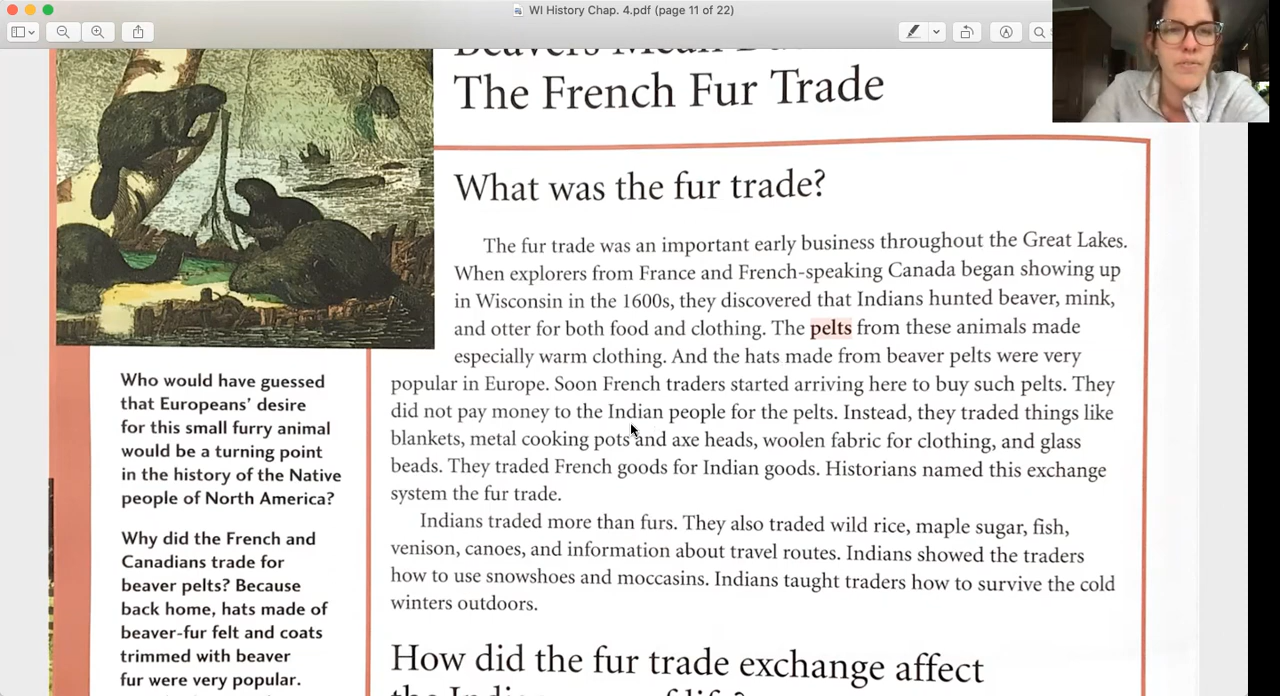 WI History Chap. 4.pdf (page 11 of 22)
Beavers Mean
The French Fur Trade
What was the fur trade?
The fur trade was an important early business throughout the Great Lakes.
When explorers from France and French-speaking Canada began showing up
in Wisconsin in the 1600s, they discovered that Indians hunted beaver, mink,
and otter for both food and clothing. The pelts from these animals made
especially warm clothing. And the hats made from beaver pelts were very
popular in Europe. Soon French traders started arriving here to buy such pelts. They
did not pay money to the Indian people for the pelts. Instead, they traded things like
blankets, metal cooking pots and axe heads, woolen fabric for clothing, and glass
beads. They traded French goods for Indian goods. Historians named this exchange
system the fur trade.
Indians traded more than furs. They also traded wild rice, maple sugar, fish,
venison, canoes, and information about travel routes. Indians showed the traders
how to use snowshoes and moccasins. Indians taught traders how to survive the cold
winters outdoors.
How did the fur trade exchange affect
Who would have guessed
that Europeans' desire
for this small furry animal
would be a turning point
in the history of the Native
people of North America?
Why did the French and
Canadians trade for
beaver pelts? Because
back home, hats made of
beaver-fur felt and coats
trimmed with beaver
fur were very popular.